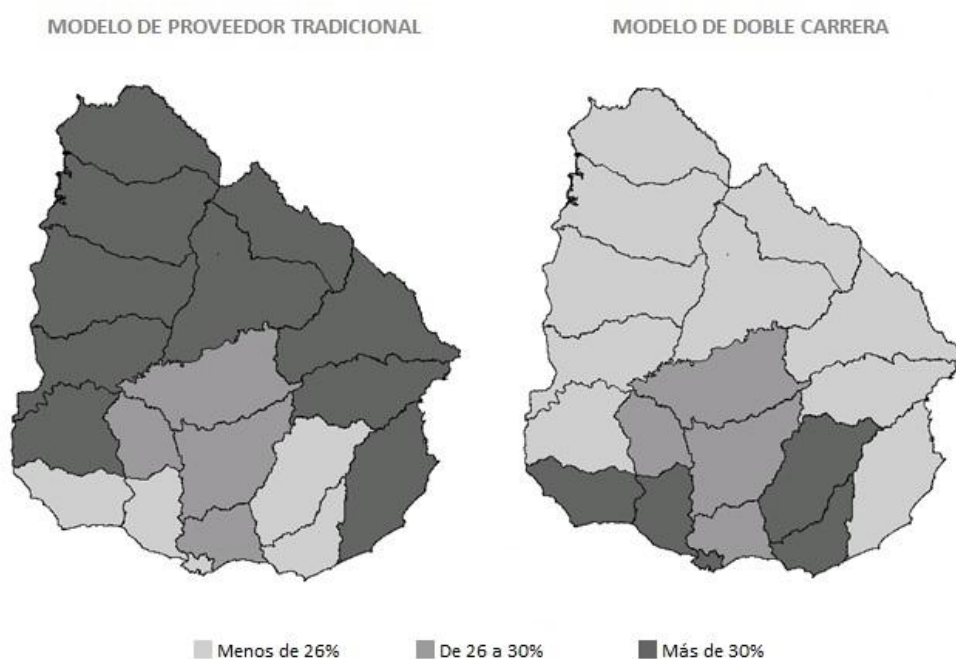 MODELO DE PROVEEDOR TRADICIONAL
MODELO DE DOBLE CARRERA
Menos de 26%
De 26 a 30%
Más de 30%